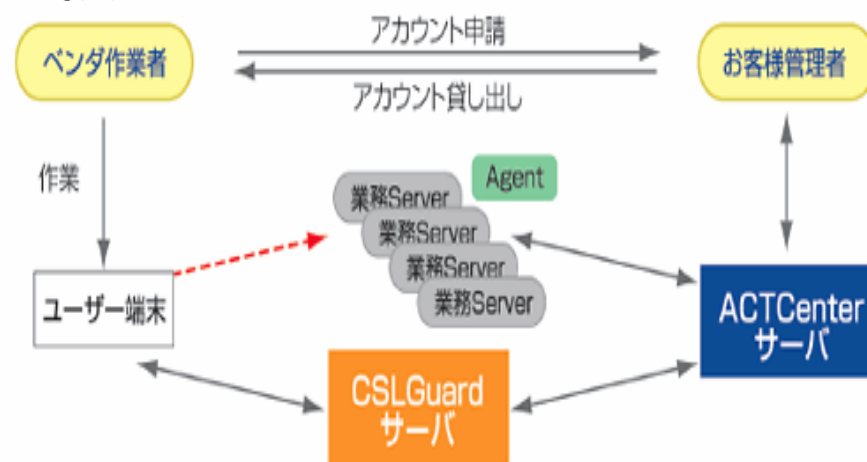 アカウント申請
ベンダ作業者
お客様管理者
アカウント貸し出し
作業
Agent
業務Server
業務Server
業務Server
業務Server
ユーザー端末
ACTCenter
サーバ
CSLGuard
サーバ